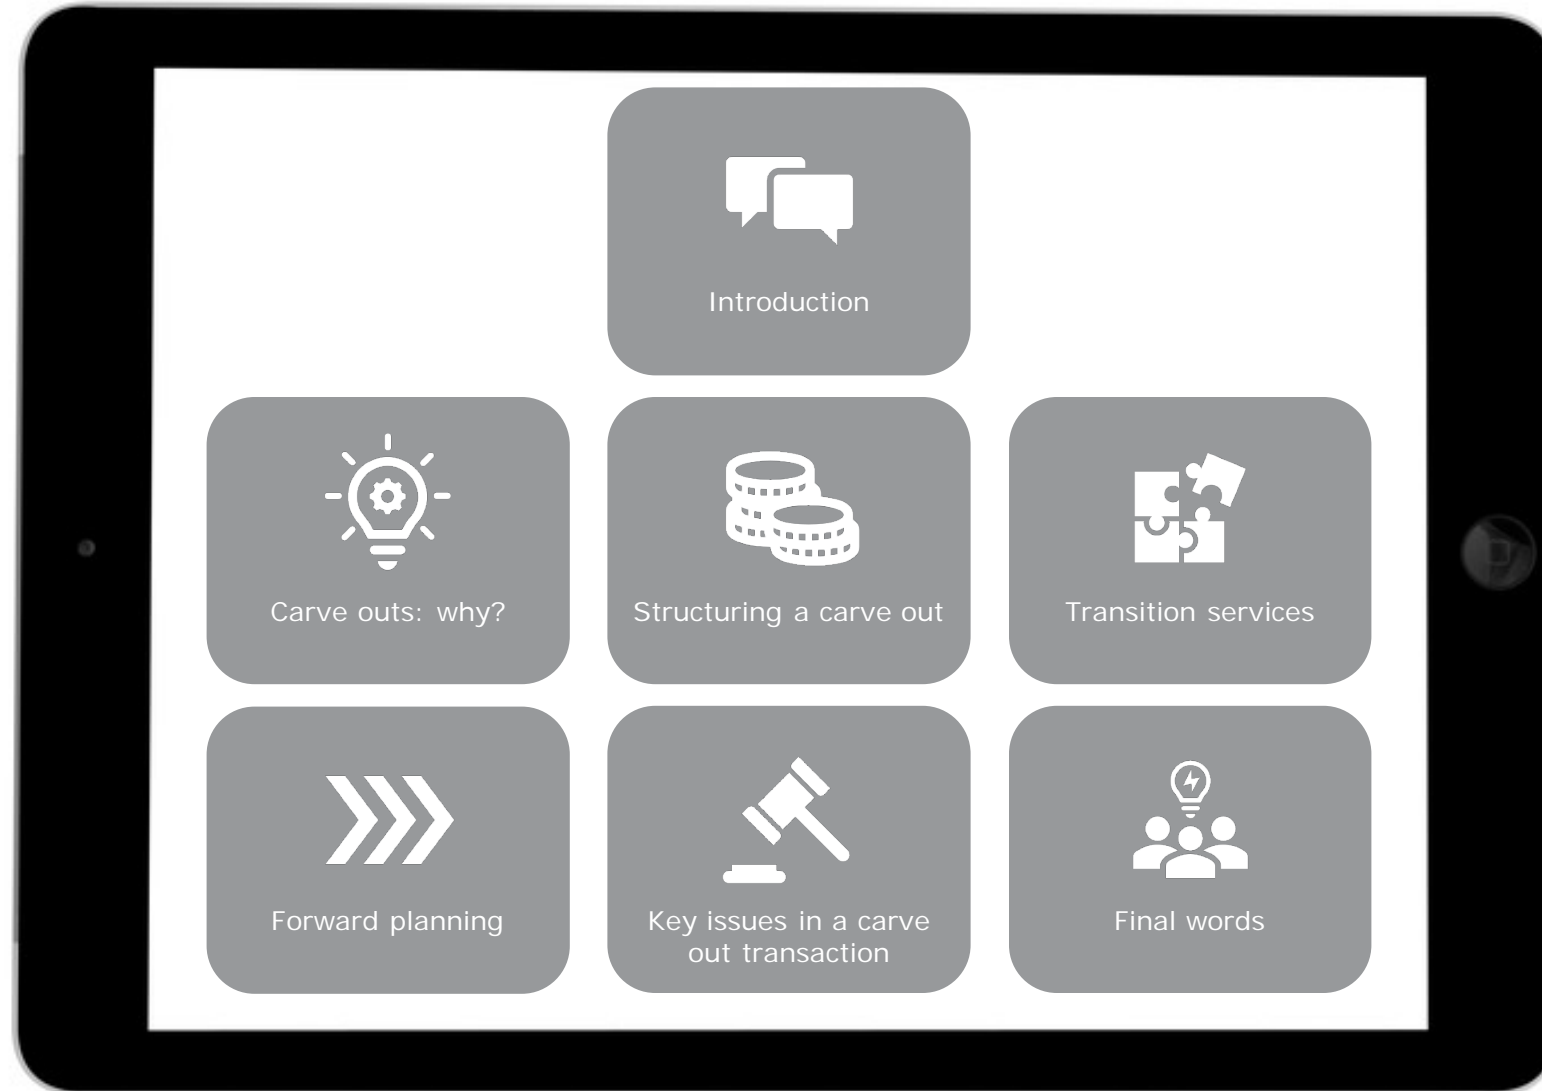 Introduction
Carve outs: why?
Structuring a carve out
Transition services
Forward planning
Key issues in a carve
out transaction
Final words